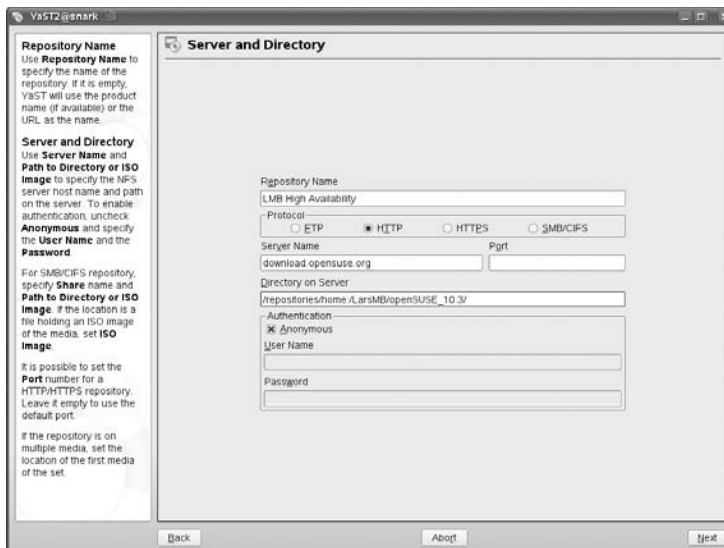 YaST2@snark
Repository Name
Use Repository Name to
specify the name of the
repository. If it is empty,
YaST will use the product
name (if available) or the
URL as the name.
Server and Directory
Use Server Name and
Path to Directory or ISO
Image to specify the NFS
server host name and path
on the server. To enable
authentication, uncheck
Anonymous and specify
the User Name and the
Password.
For SMB/CIFS repository,
specify Share name and
Path to Directory or ISO
Image. If the location is a
file holding an ISO image
of the media, set ISO
Image.
It is possible to set the
Port number for a
HTTP/HTTPS repository.
Leave it empty to use the
default port.
If the repository is on
multiple media, set the
location of the first media
of the set.
Server and Directory
Repository Name
LMB High Availability
Protocol
FTP HTTP HTTPS SMB/CIFS
Server Name Port
download.opensuse.org
Directory on Server
/repositories/home:/LarsMB/openSUSE_10.3/
Authentication
Anonymous
User Name
Password
Back Abort Next